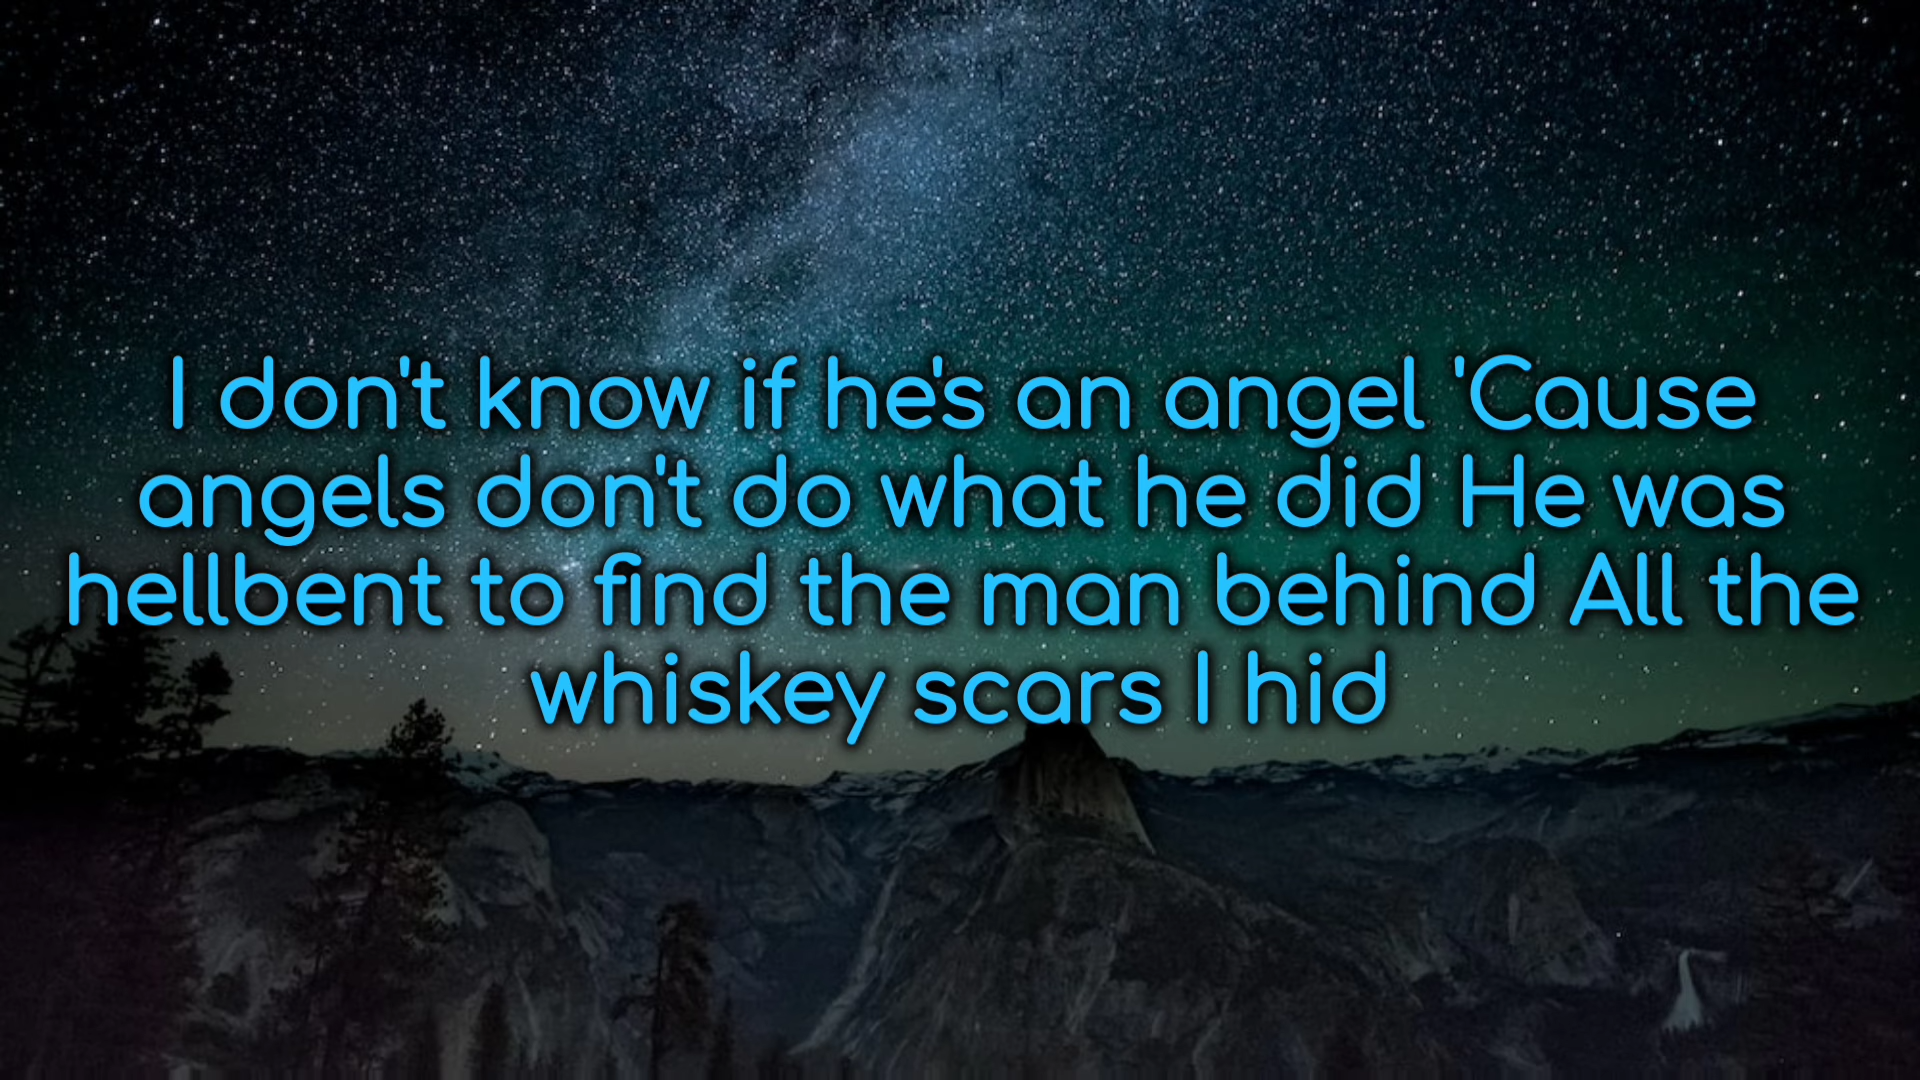 I don't know if he's an angel 'Cause
angels don't do what he did He was
hellbent to find the man behind All the
whiskey scars I hid